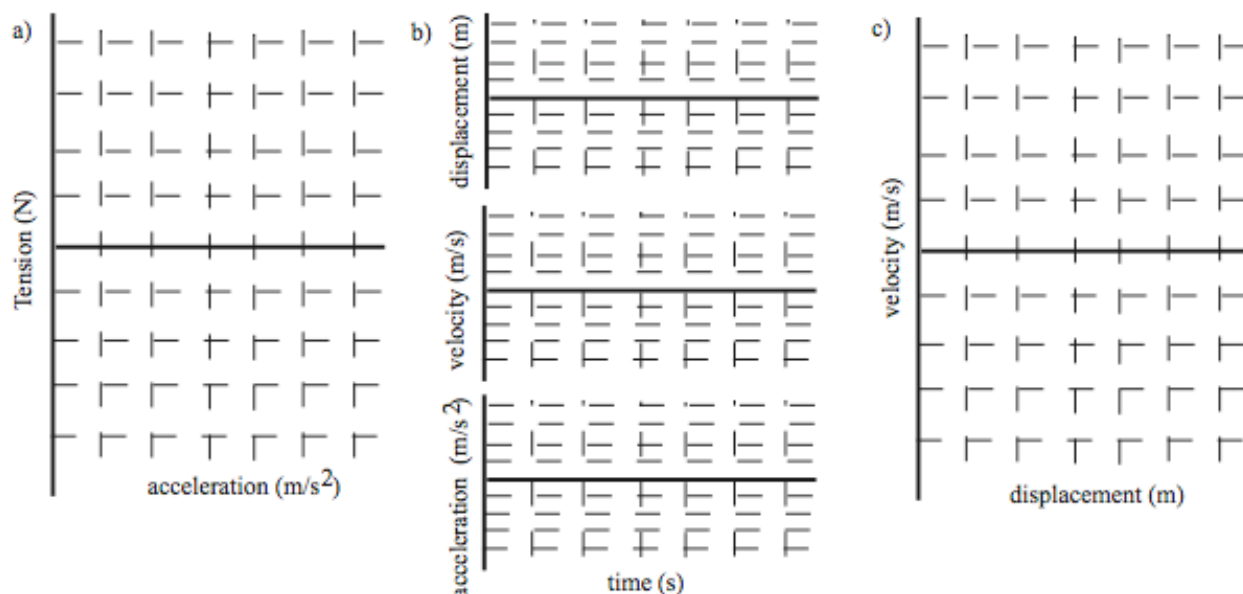 a)
Tension (N)
acceleration (m/s²)
b)
displacement (m)
velocity (m/s)
acceleration (m/s²)
time (s)
c)
velocity (m/s)
displacement (m)